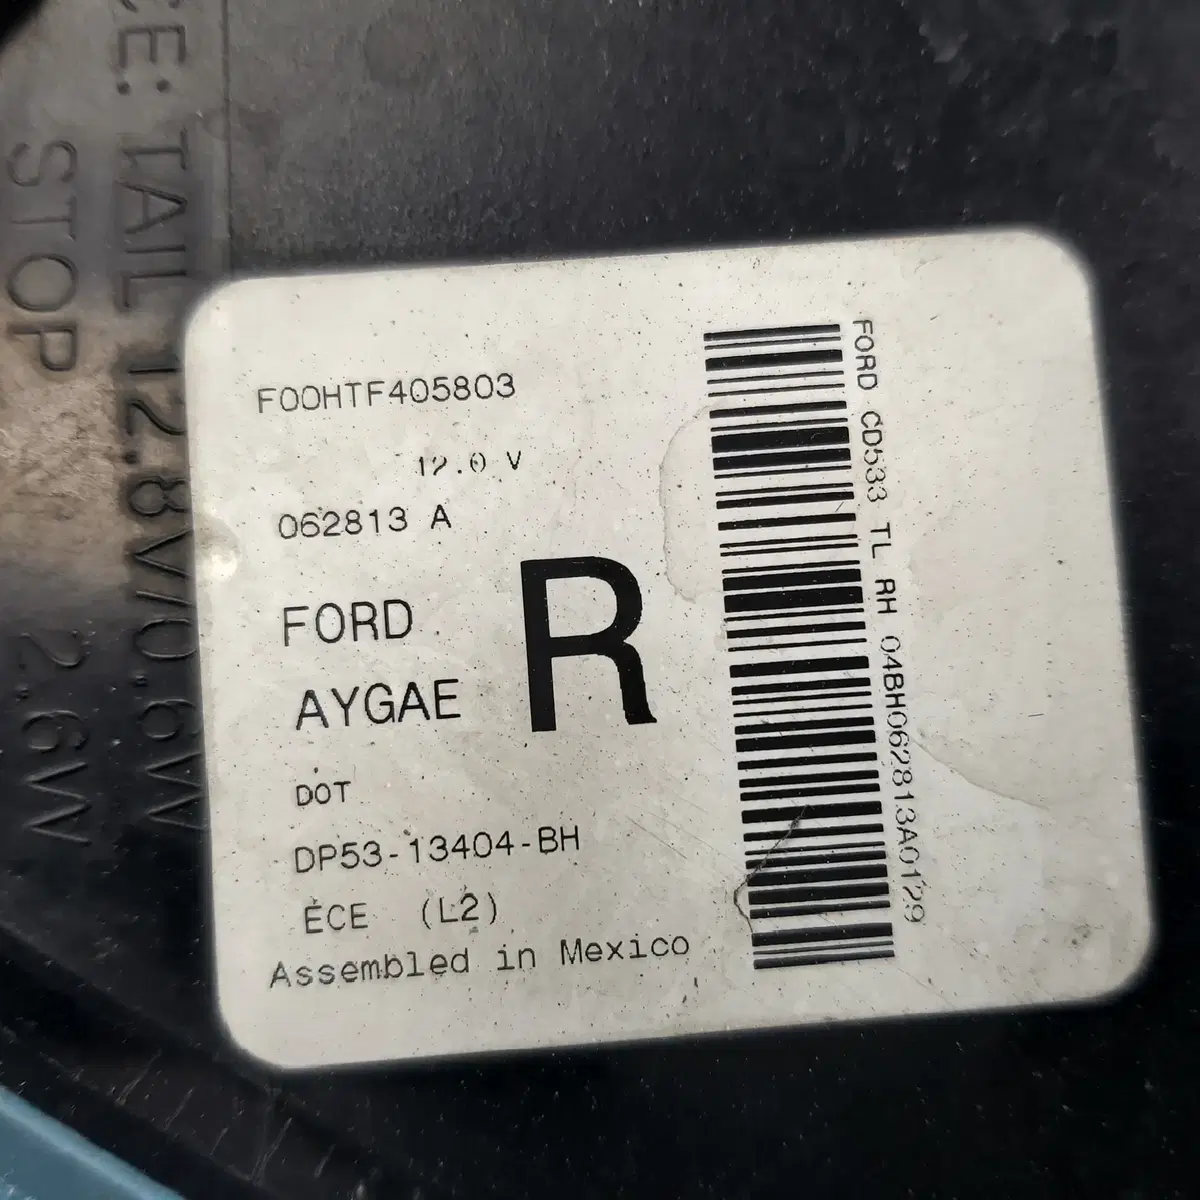 CE: TAIL 12.8V/0.6W
STOP 2.6W
F00HTF405803
12.0 V
062813 A
FORD
AYGAE
R
DOT
DP53-13404-BH
ECE (L2)
Assembled in Mexico
FORD CD533 TL RH 04BH062813A0129